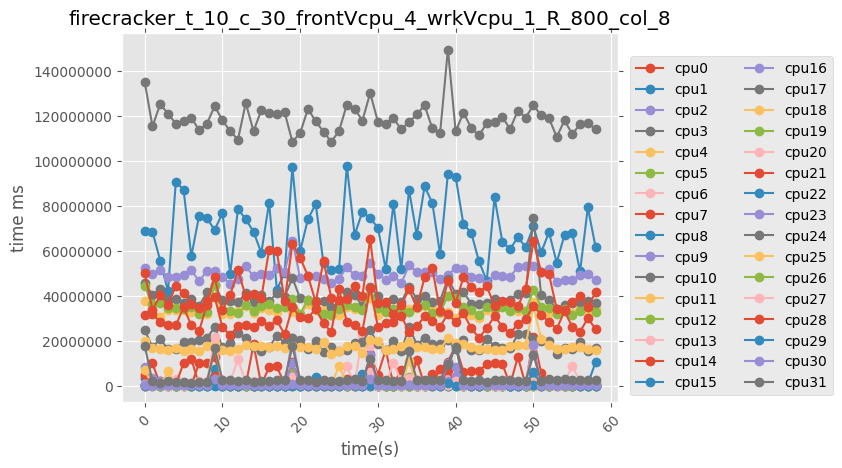 firecracker_t_10_c_30_frontVcpu_4_wrkVcpu_1_R_800_col_8
time ms
140000000
120000000
100000000
80000000
60000000
40000000
20000000
0
0
10
20
30
40
50
60
time(s)
cpu0
cpu1
cpu2
cpu3
cpu4
cpu5
cpu6
cpu7
cpu8
cpu9
cpu10
cpu11
cpu12
cpu13
cpu14
cpu15
cpu16
cpu17
cpu18
cpu19
cpu20
cpu21
cpu22
cpu23
cpu24
cpu25
cpu26
cpu27
cpu28
cpu29
cpu30
cpu31